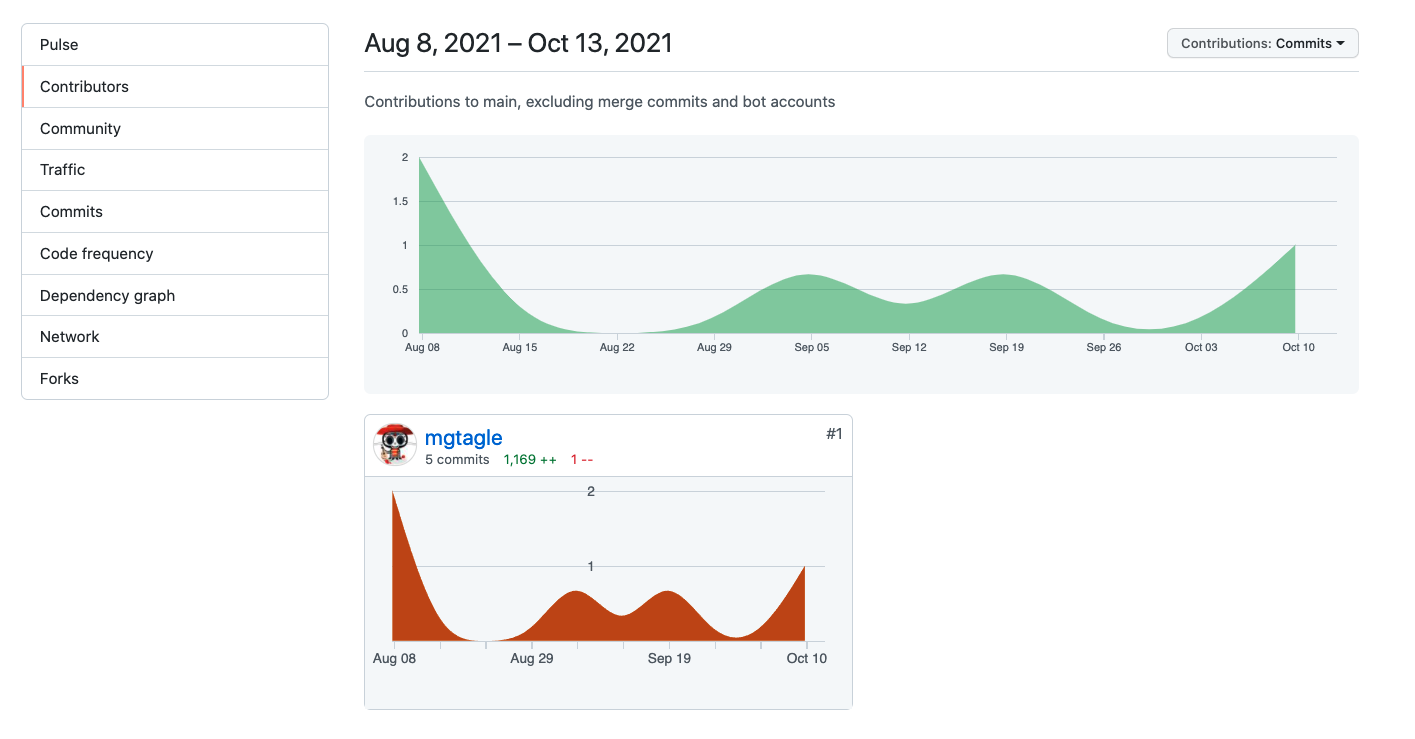 Pulse
Contributors
Community
Traffic
Commits
Code frequency
Dependency graph
Network
Forks
Aug 8, 2021 – Oct 13, 2021
Contributions: Commits
Contributions to main, excluding merge commits and bot accounts
2
1.5
1
0.5
0
Aug 08 Aug 15 Aug 22 Aug 29 Sep 05 Sep 12 Sep 19 Sep 26 Oct 03 Oct 10
mgtagle
#1
5 commits 1,169 ++ 1 --
2
1
Aug 08 Aug 29 Sep 19 Oct 10